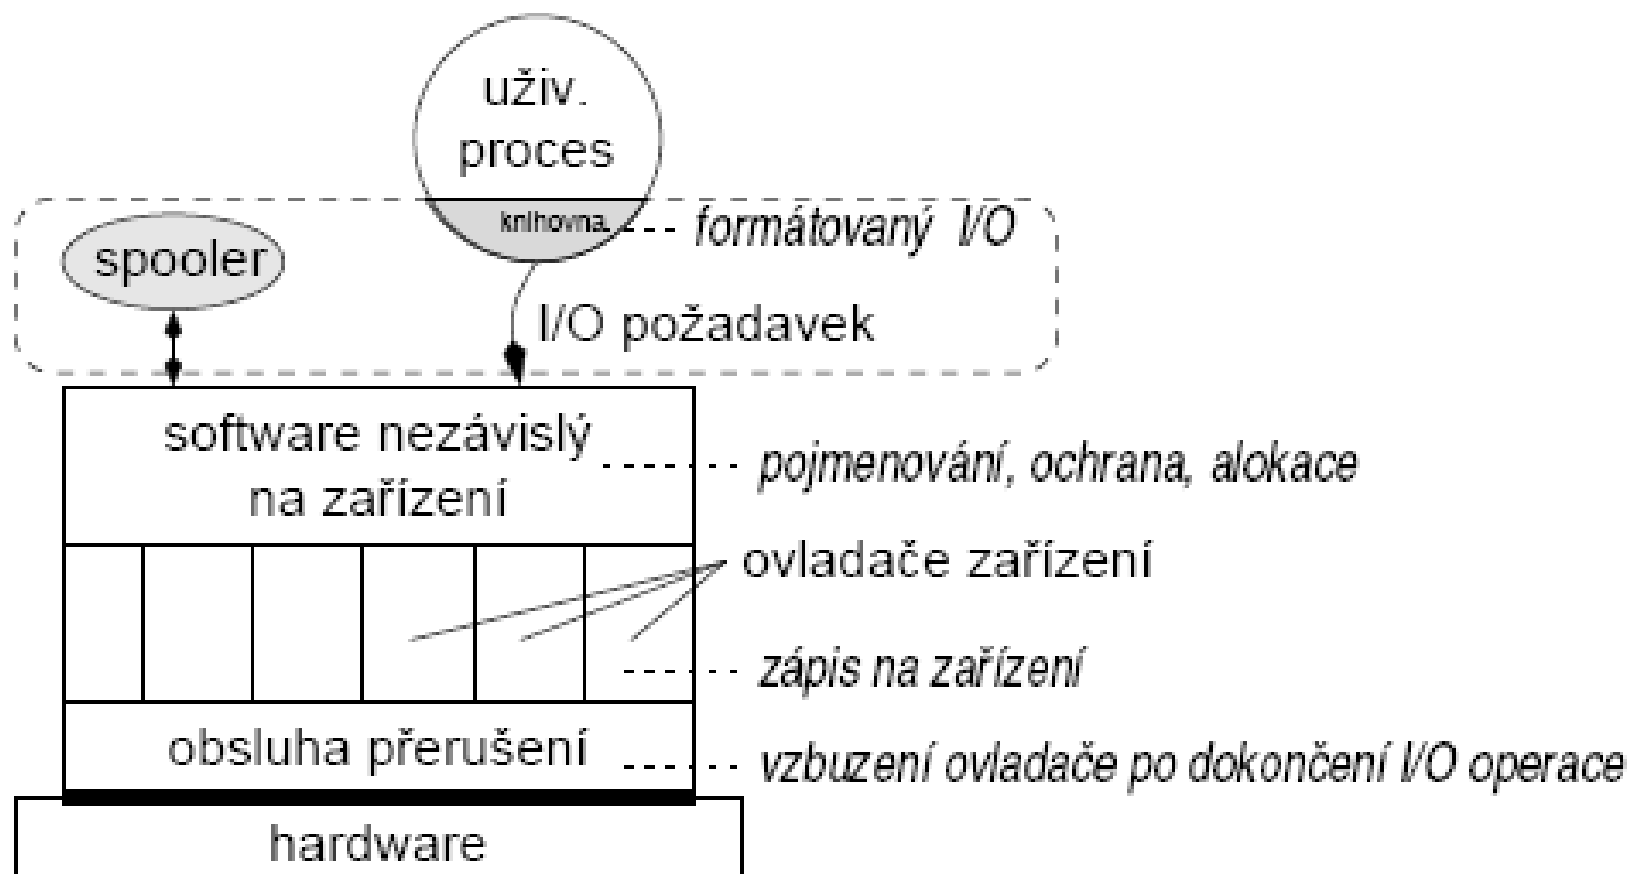 uživ.
proces
knihovna
formátovaný I/O
spooler
I/O požadavek
software nezávislý
na zařízení
pojmenování, ochrana, alokace
ovladače zařízení
zápis na zařízení
obsluha přerušení
vzbuzení ovladače po dokončení I/O operace
hardware